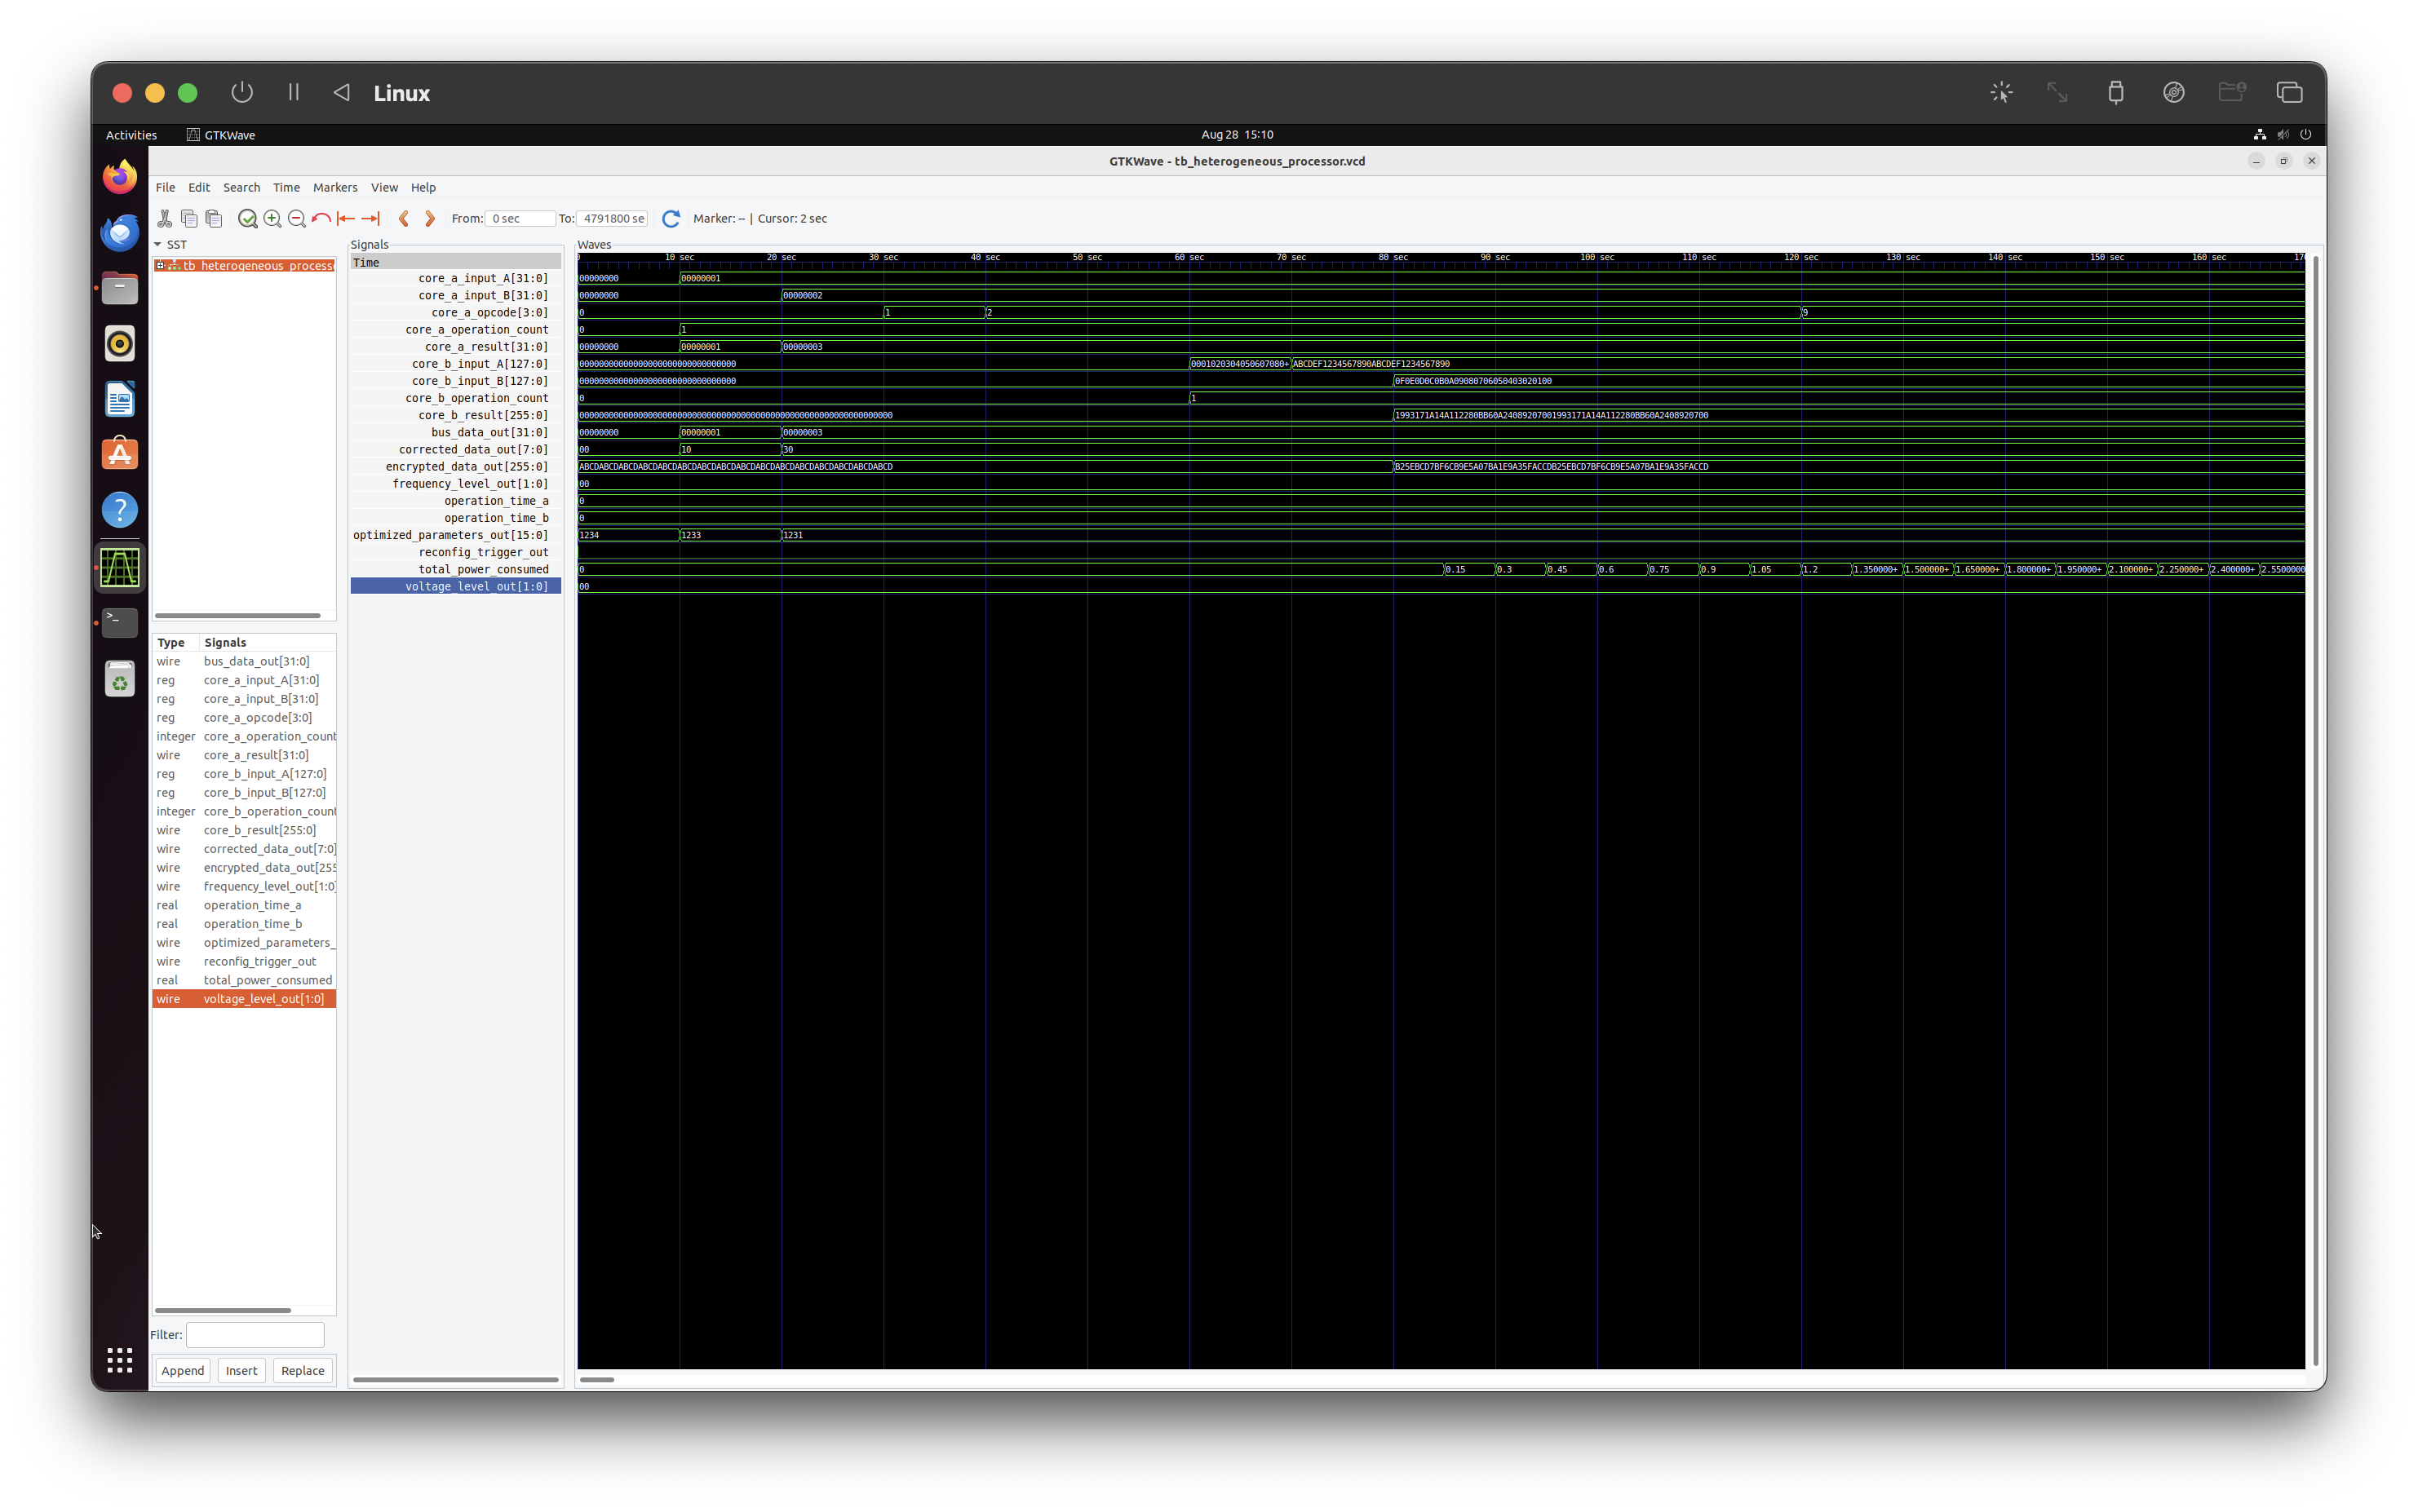 Linux
Activities GTKWave Aug 28 15:10
GTKWave - tb_heterogeneous_processor.vcd
File Edit Search Time Markers View Help
From: 0 sec To: 4791800 se Marker: -- | Cursor: 2 sec
SST
tb_heterogeneous_processo
Type Signals
wire bus_data_out[31:0]
reg core_a_input_A[31:0]
reg core_a_input_B[31:0]
reg core_a_opcode[3:0]
integer core_a_operation_count
wire core_a_result[31:0]
reg core_b_input_A[127:0]
reg core_b_input_B[127:0]
integer core_b_operation_count
wire core_b_result[255:0]
wire corrected_data_out[7:0]
wire encrypted_data_out[255
wire frequency_level_out[1:0]
real operation_time_a
real operation_time_b
wire optimized_parameters_
wire reconfig_trigger_out
real total_power_consumed
wire voltage_level_out[1:0]
Filter:
Append Insert Replace
Signals
Time
core_a_input_A[31:0]
core_a_input_B[31:0]
core_a_opcode[3:0]
core_a_operation_count
core_a_result[31:0]
core_b_input_A[127:0]
core_b_input_B[127:0]
core_b_operation_count
core_b_result[255:0]
bus_data_out[31:0]
corrected_data_out[7:0]
encrypted_data_out[255:0]
frequency_level_out[1:0]
operation_time_a
operation_time_b
optimized_parameters_out[15:0]
reconfig_trigger_out
total_power_consumed
voltage_level_out[1:0]
Waves
10 sec 20 sec 30 sec 40 sec 50 sec 60 sec 70 sec 80 sec 90 sec 100 sec 110 sec 120 sec 130 sec 140 sec 150 sec 160 sec 170
00000000 00000001
00000000 00000002
0 1 2 9
0 1
00000000 00000001 00000003
00000000000000000000000000000000 0001020304050607080+ ABCDEF1234567890ABCDEF1234567890
00000000000000000000000000000000 0F0E0D0C0B0A09080706050403020100
0 1
0000000000000000000000000000000000000000000000000000000000000000 1993171A14A112280BB60A24089207001993171A14A112280BB60A2408920700
00000000 00000001 00000003
00 10 30
ABCDABCDABCDABCDABCDABCDABCDABCDABCDABCDABCDABCDABCDABCDABCDABCD B25EBCD7BF6CB9E5A07BA1E9A35FACCDB25EBCD7BF6CB9E5A07BA1E9A35FACCD
00
0
0
1234 1233 1231
0 0.15 0.3 0.45 0.6 0.75 0.9 1.05 1.2 1.350000+ 1.500000+ 1.650000+ 1.800000+ 1.950000+ 2.100000+ 2.250000+ 2.400000+ 2.5500000
00